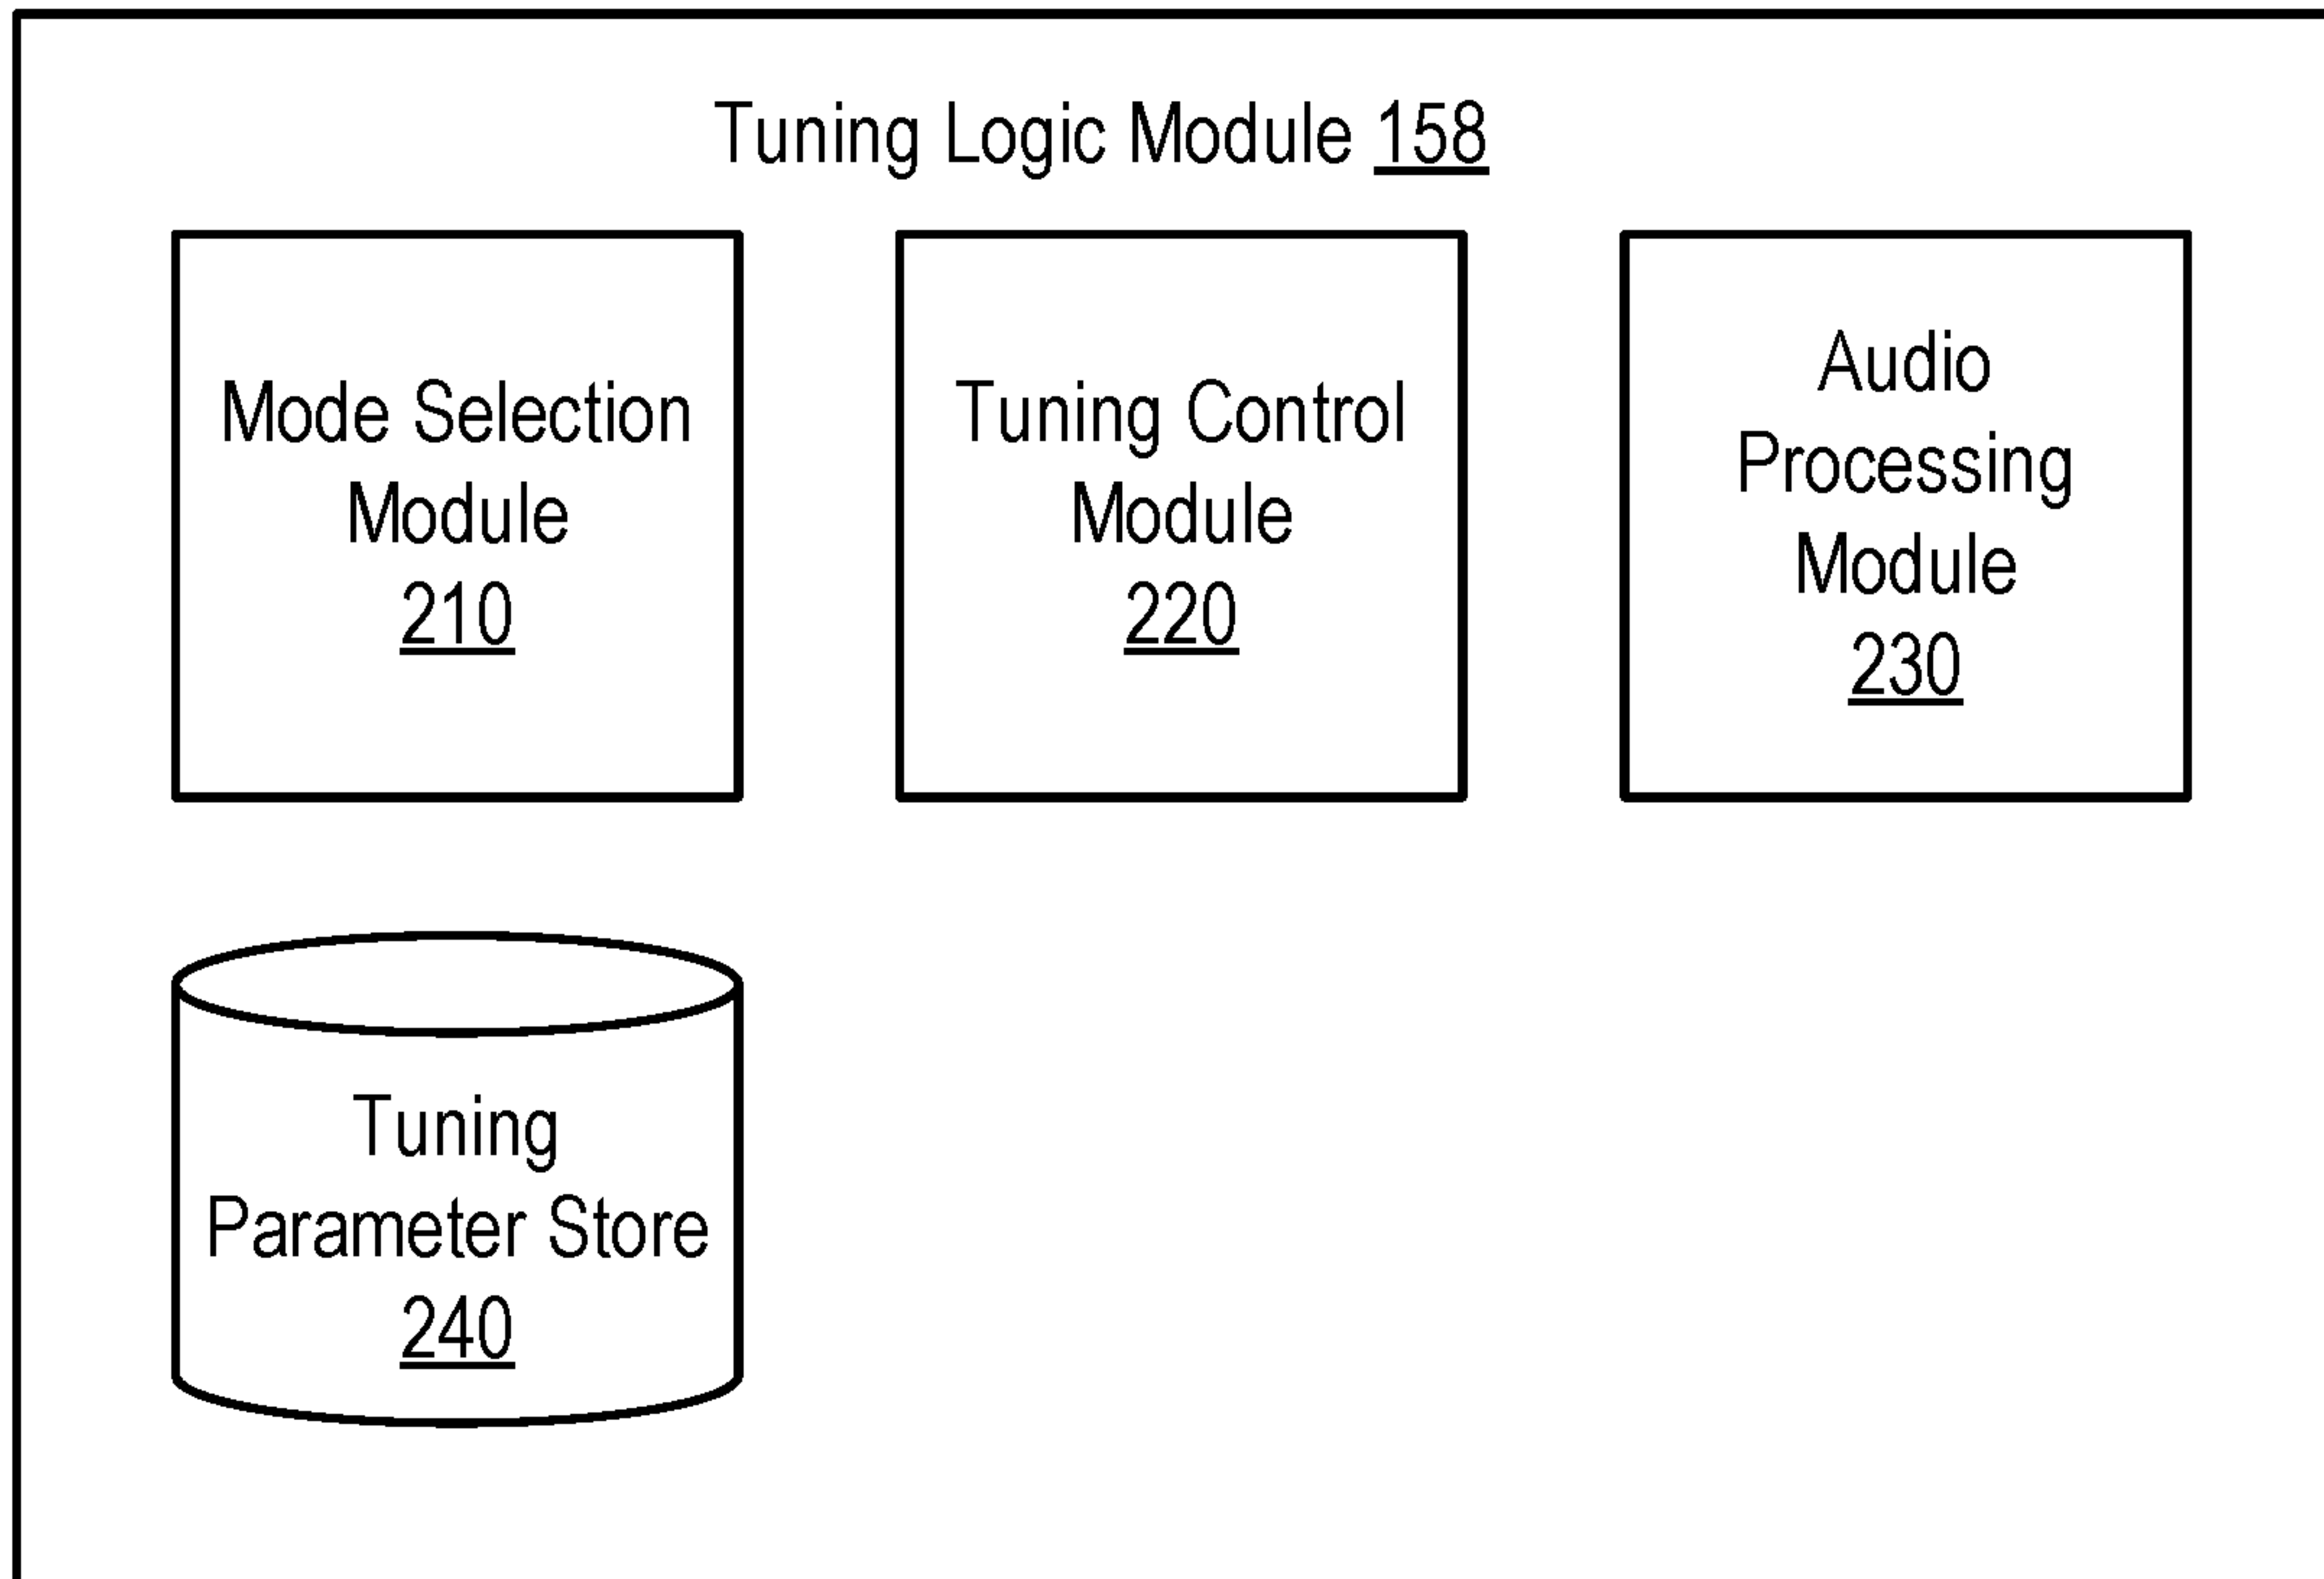 Tuning Logic Module 158
Mode Selection
Module
210
Tuning Control
Module
220
Audio
Processing
Module
230
Tuning
Parameter Store
240